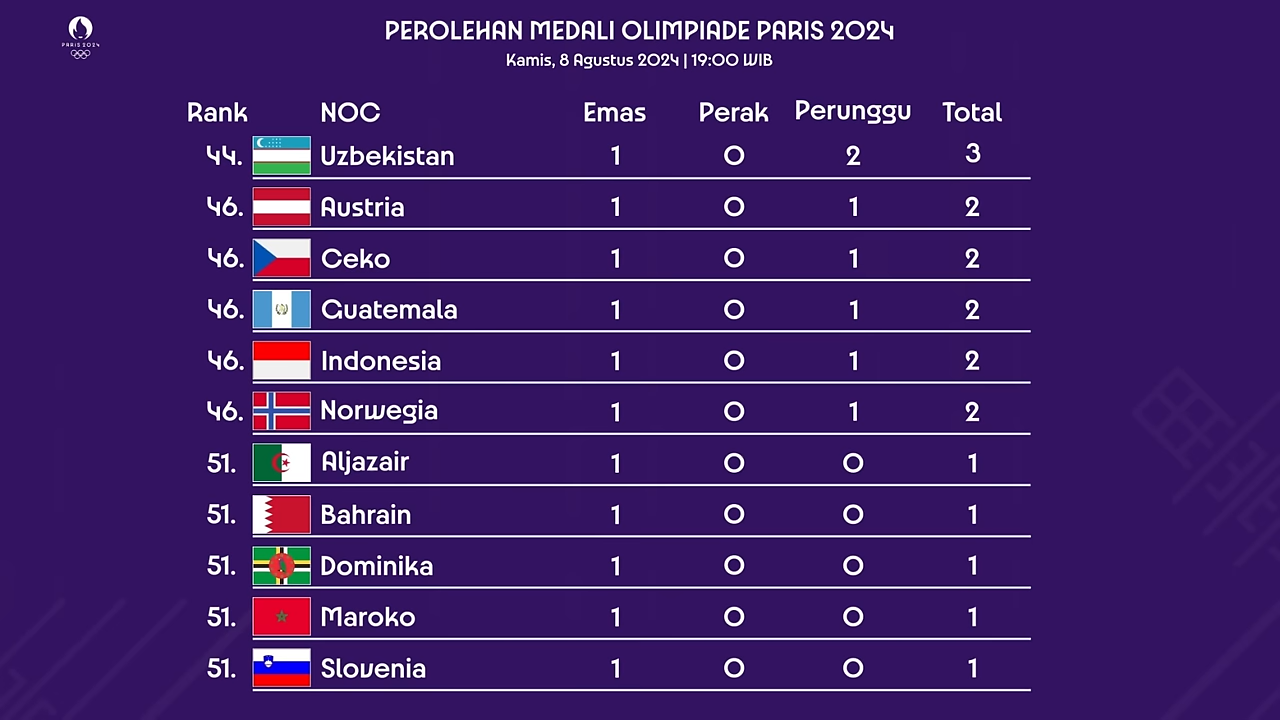 PARIS 2024
PEROLEHAN MEDALI OLIMPIADE PARIS 2024
Kamis, 8 Agustus 2024 | 19:00 WIB
Rank NOC Emas Perak Perunggu Total
44. Uzbekistan 1 0 2 3
46. Austria 1 0 1 2
46. Ceko 1 0 1 2
46. Guatemala 1 0 1 2
46. Indonesia 1 0 1 2
46. Norwegia 1 0 1 2
51. Aljazair 1 0 0 1
51. Bahrain 1 0 0 1
51. Dominika 1 0 0 1
51. Maroko 1 0 0 1
51. Slovenia 1 0 0 1